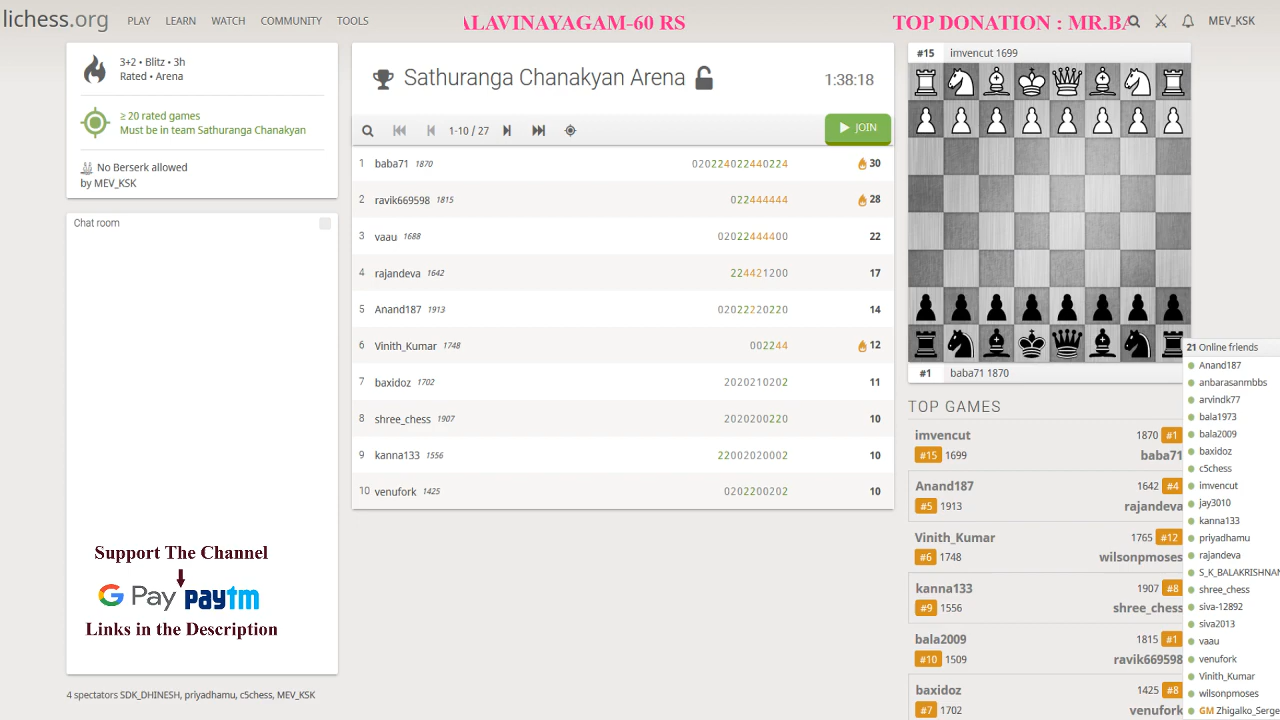 lichess.org PLAY LEARN WATCH COMMUNITY TOOLS ALAVINAYAGAM-60 RS TOP DONATION : MR.BA MEV_KSK
3+2 • Blitz • 3h
Rated • Arena
≥ 20 rated games
Must be in team Sathuranga Chanakyan
No Berserk allowed
by MEV_KSK
Chat room
Support The Channel
G Pay paytm
Links in the Description
4 spectators SDK_DHINESH, priyadhamu, c5chess, MEV_KSK
Sathuranga Chanakyan Arena 1:38:18
1-10 / 27 JOIN
1 baba71 1870 020224022440224 30
2 ravik669598 1815 022444444 28
3 vaau 1688 02022444400 22
4 rajandeva 1642 224421200 17
5 Anand187 1913 02022220220 14
6 Vinith_Kumar 1748 002244 12
7 baxidoz 1702 2020210202 11
8 shree_chess 1907 2020200220 10
9 kanna133 1556 22002020002 10
10 venufork 1425 0202200202 10
#15 imvencut 1699
#1 baba71 1870
TOP GAMES
imvencut 1870 #1
#15 1699 baba71
Anand187 1642 #4
#5 1913 rajandeva
Vinith_Kumar 1765 #12
#6 1748 wilsonpmoses
kanna133 1907 #8
#9 1556 shree_chess
bala2009 1815 #1
#10 1509 ravik669598
baxidoz 1425 #8
#7 1702 venufork
21 Online friends
Anand187
anbarasanmbbs
arvindk77
bala1973
bala2009
baxidoz
c5chess
imvencut
jay3010
kanna133
priyadhamu
rajandeva
S_K_BALAKRISHNAN
shree_chess
siva-12892
siva2013
vaau
venufork
Vinith_Kumar
wilsonpmoses
GM Zhigalko_Serge